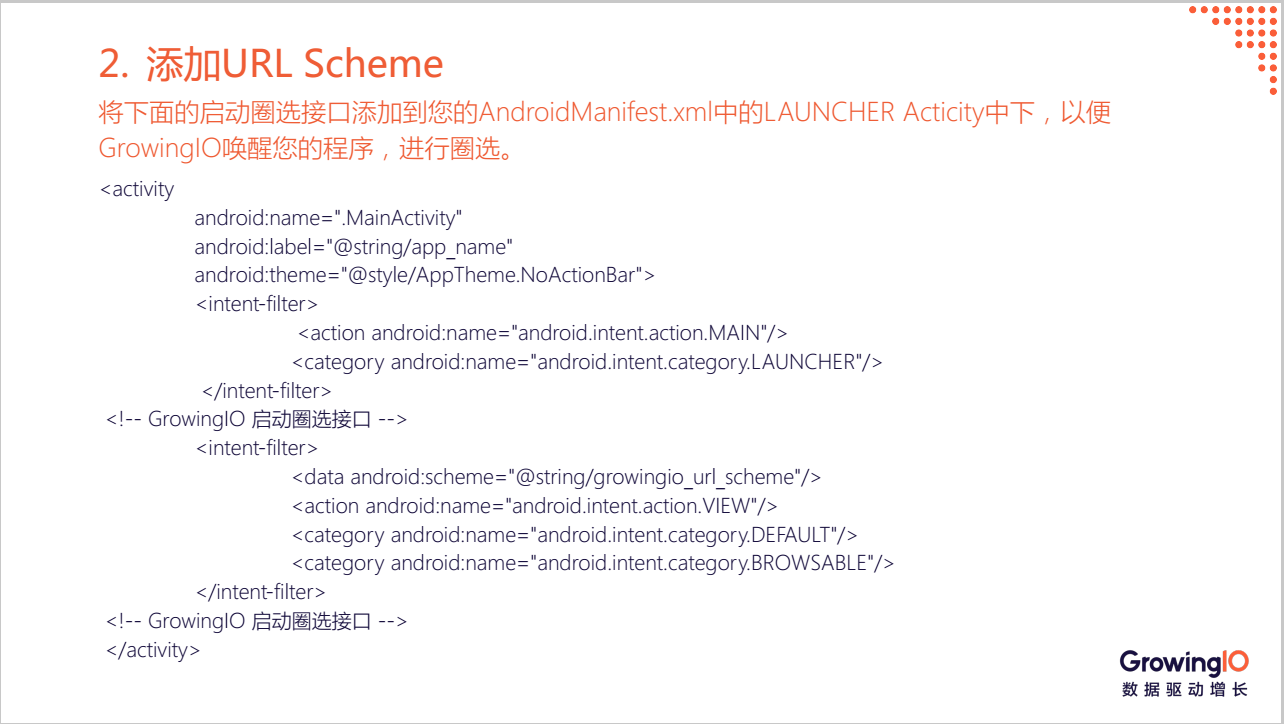 2. 添加URL Scheme
将下面的启动圈选接口添加到您的AndroidManifest.xml中的LAUNCHER Acticity中下，以便
GrowingIO唤醒您的程序，进行圈选。
<activity
android:name=".MainActivity"
android:label="@string/app_name"
android:theme="@style/AppTheme.NoActionBar">
<intent-filter>
<action android:name="android.intent.action.MAIN"/>
<category android:name="android.intent.category.LAUNCHER"/>
</intent-filter>
<!-- GrowingIO 启动圈选接口 -->
<intent-filter>
<data android:scheme="@string/growingio_url_scheme"/>
<action android:name="android.intent.action.VIEW"/>
<category android:name="android.intent.category.DEFAULT"/>
<category android:name="android.intent.category.BROWSABLE"/>
</intent-filter>
<!-- GrowingIO 启动圈选接口 -->
</activity>
GrowingIO
数据驱动增长